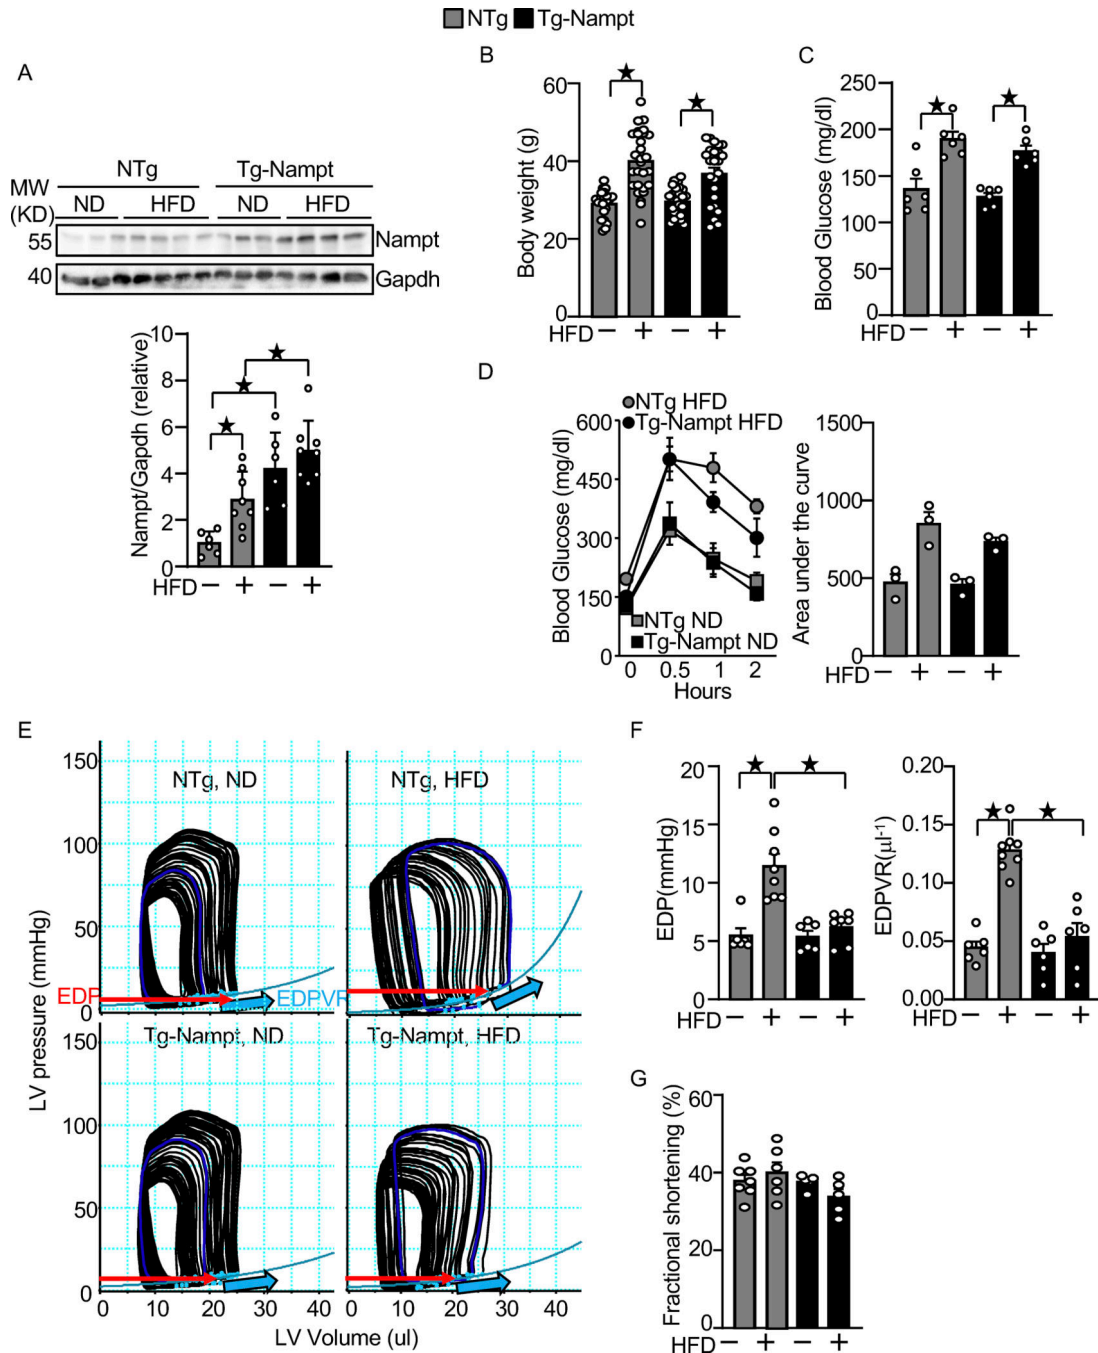 NTg Tg-Nampt
A
MW
(KD)
NTg Tg-Nampt
ND HFD ND HFD
55 Nampt
40 Gapdh
Nampt/Gapdh (relative)
10
8
6
4
2
0
HFD − + − +
B
Body weight (g)
60
40
20
0
HFD − + − +
C
Blood Glucose (mg/dl)
250
200
150
100
50
0
HFD − + − +
D
Blood Glucose (mg/dl)
600
450
300
150
0
NTg HFD
Tg-Nampt HFD
NTg ND
Tg-Nampt ND
0 0.5 1 2
Hours
Area under the curve
1500
1000
500
0
HFD − + − +
E
LV pressure (mmHg)
150
100
50
0
NTg, ND
NTg, HFD
EDP
EDPVR
150
100
50
0
Tg-Nampt, ND
Tg-Nampt, HFD
0 10 20 30 40
0 10 20 30 40
LV Volume (ul)
F
EDP(mmHg)
20
15
10
5
0
HFD − + − +
EDPVR(µl⁻¹)
0.20
0.15
0.10
0.05
0.00
HFD − + − +
G
Fractional shortening (%)
60
40
20
0
HFD − + − +